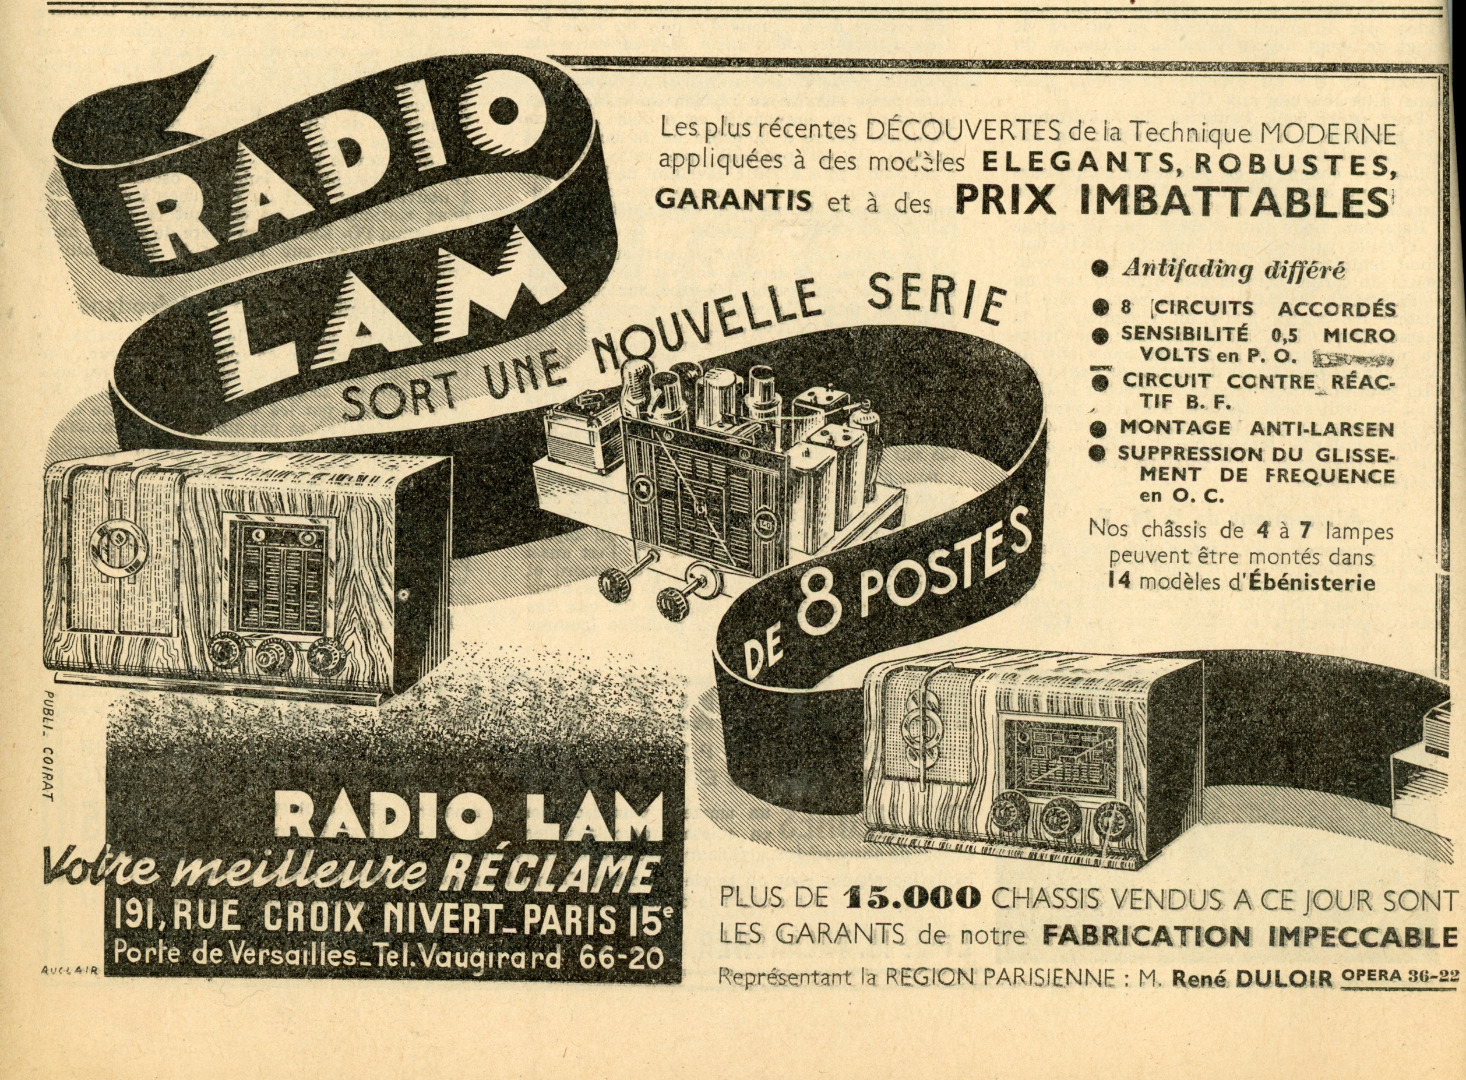 RADIO
LAM
SORT UNE NOUVELLE SERIE
DE 8 POSTES
Les plus récentes DÉCOUVERTES de la Technique MODERNE
appliquées à des modèles ELEGANTS, ROBUSTES,
GARANTIS et à des PRIX IMBATTABLES
● Antifading différé
● 8 CIRCUITS ACCORDÉS
● SENSIBILITÉ 0,5 MICRO
VOLTS en P. O.
● CIRCUIT CONTRE RÉAC-
TIF B. F.
● MONTAGE ANTI-LARSEN
● SUPPRESSION DU GLISSE-
MENT DE FREQUENCE
en O. C.
Nos châssis de 4 à 7 lampes
peuvent être montés dans
14 modèles d'Ébénisterie
PUBLI. COIRAT
RADIO LAM
Votre meilleure RÉCLAME
191, RUE CROIX NIVERT_PARIS 15e
Porte de Versailles_Tel. Vaugirard 66-20
AUCLAIR
PLUS DE 15.000 CHASSIS VENDUS A CE JOUR SONT
LES GARANTS de notre FABRICATION IMPECCABLE
Représentant la REGION PARISIENNE : M. René DULOIR OPERA 36-22